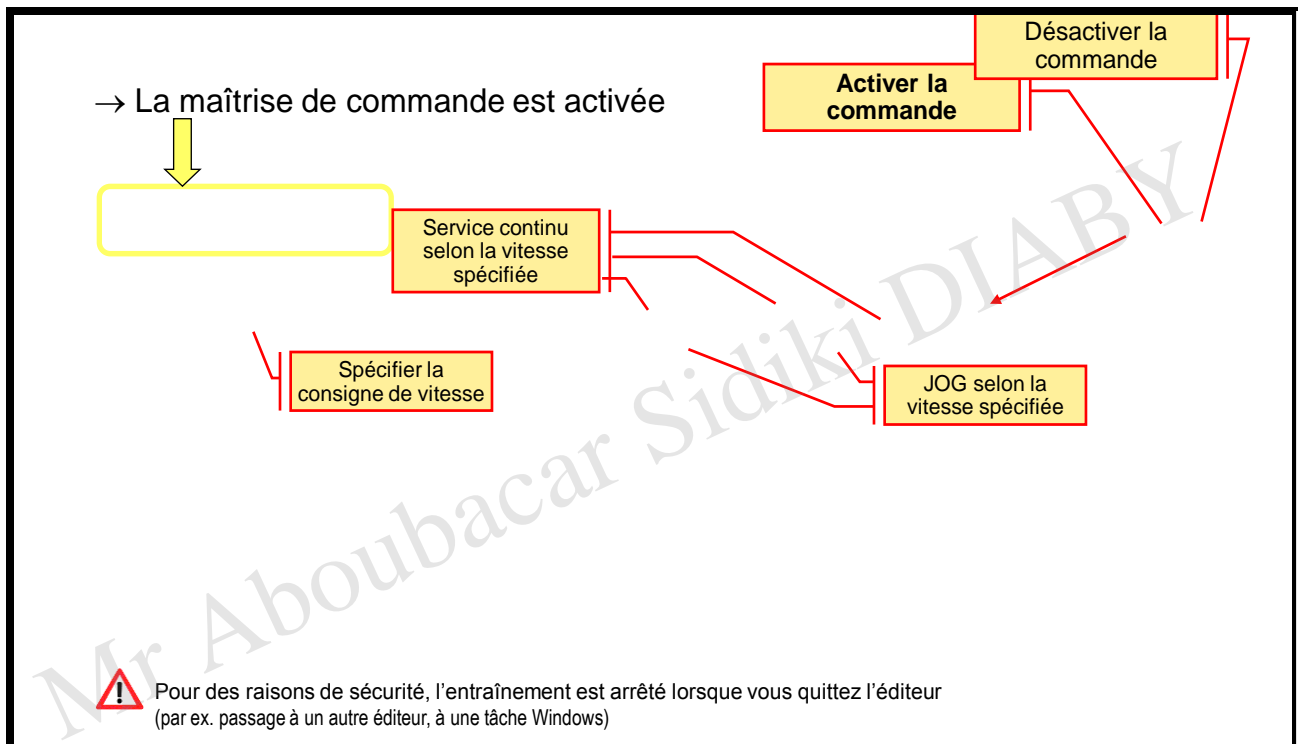 Désactiver la
commande
Activer la
commande
→ La maîtrise de commande est activée
Service continu
selon la vitesse
spécifiée
Spécifier la
consigne de vitesse
JOG selon la
vitesse spécifiée
Mr Aboubacar Sidiki DIABY
! Pour des raisons de sécurité, l’entraînement est arrêté lorsque vous quittez l’éditeur
(par ex. passage à un autre éditeur, à une tâche Windows)